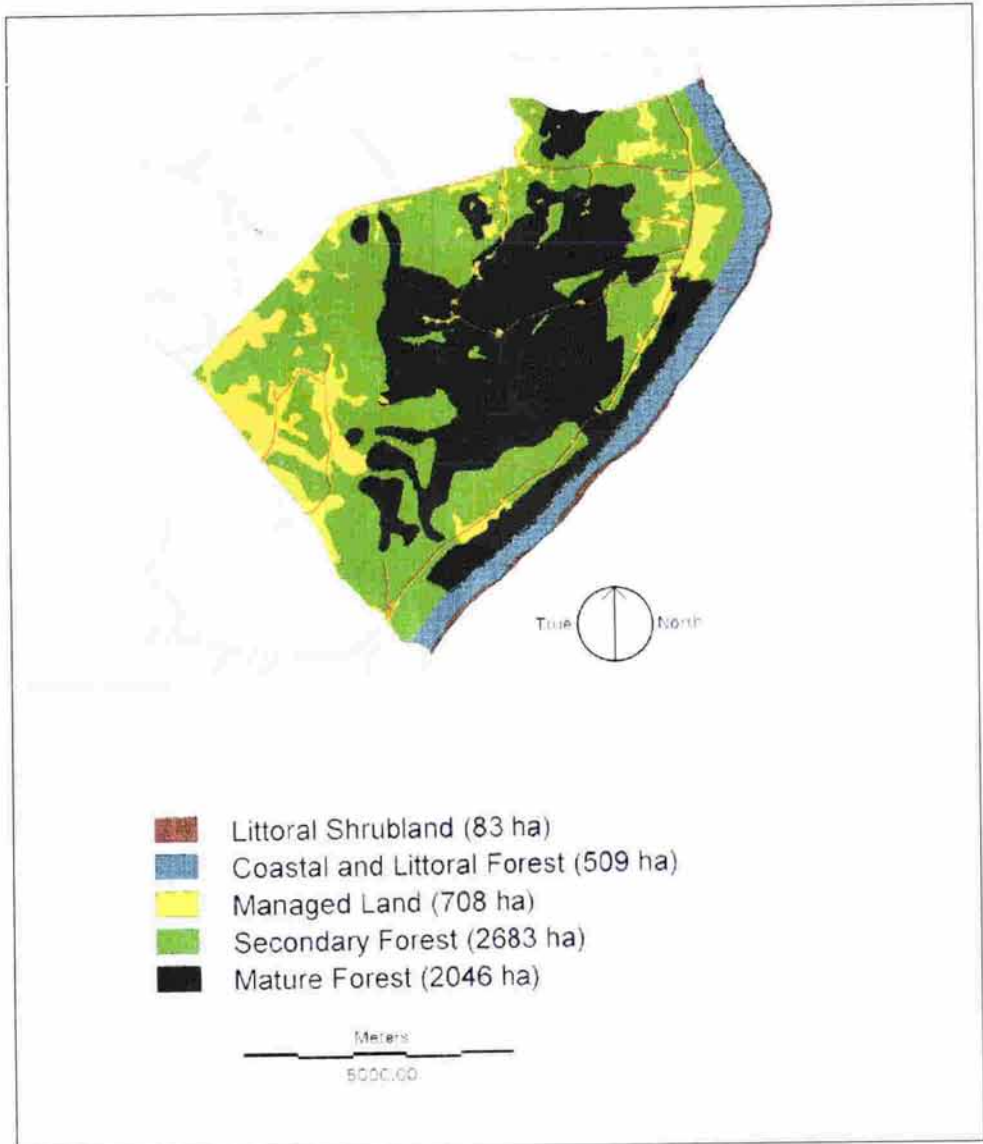 True North
Littoral Shrubland (83 ha)
Coastal and Littoral Forest (509 ha)
Managed Land (708 ha)
Secondary Forest (2683 ha)
Mature Forest (2046 ha)
Meters
5000.00